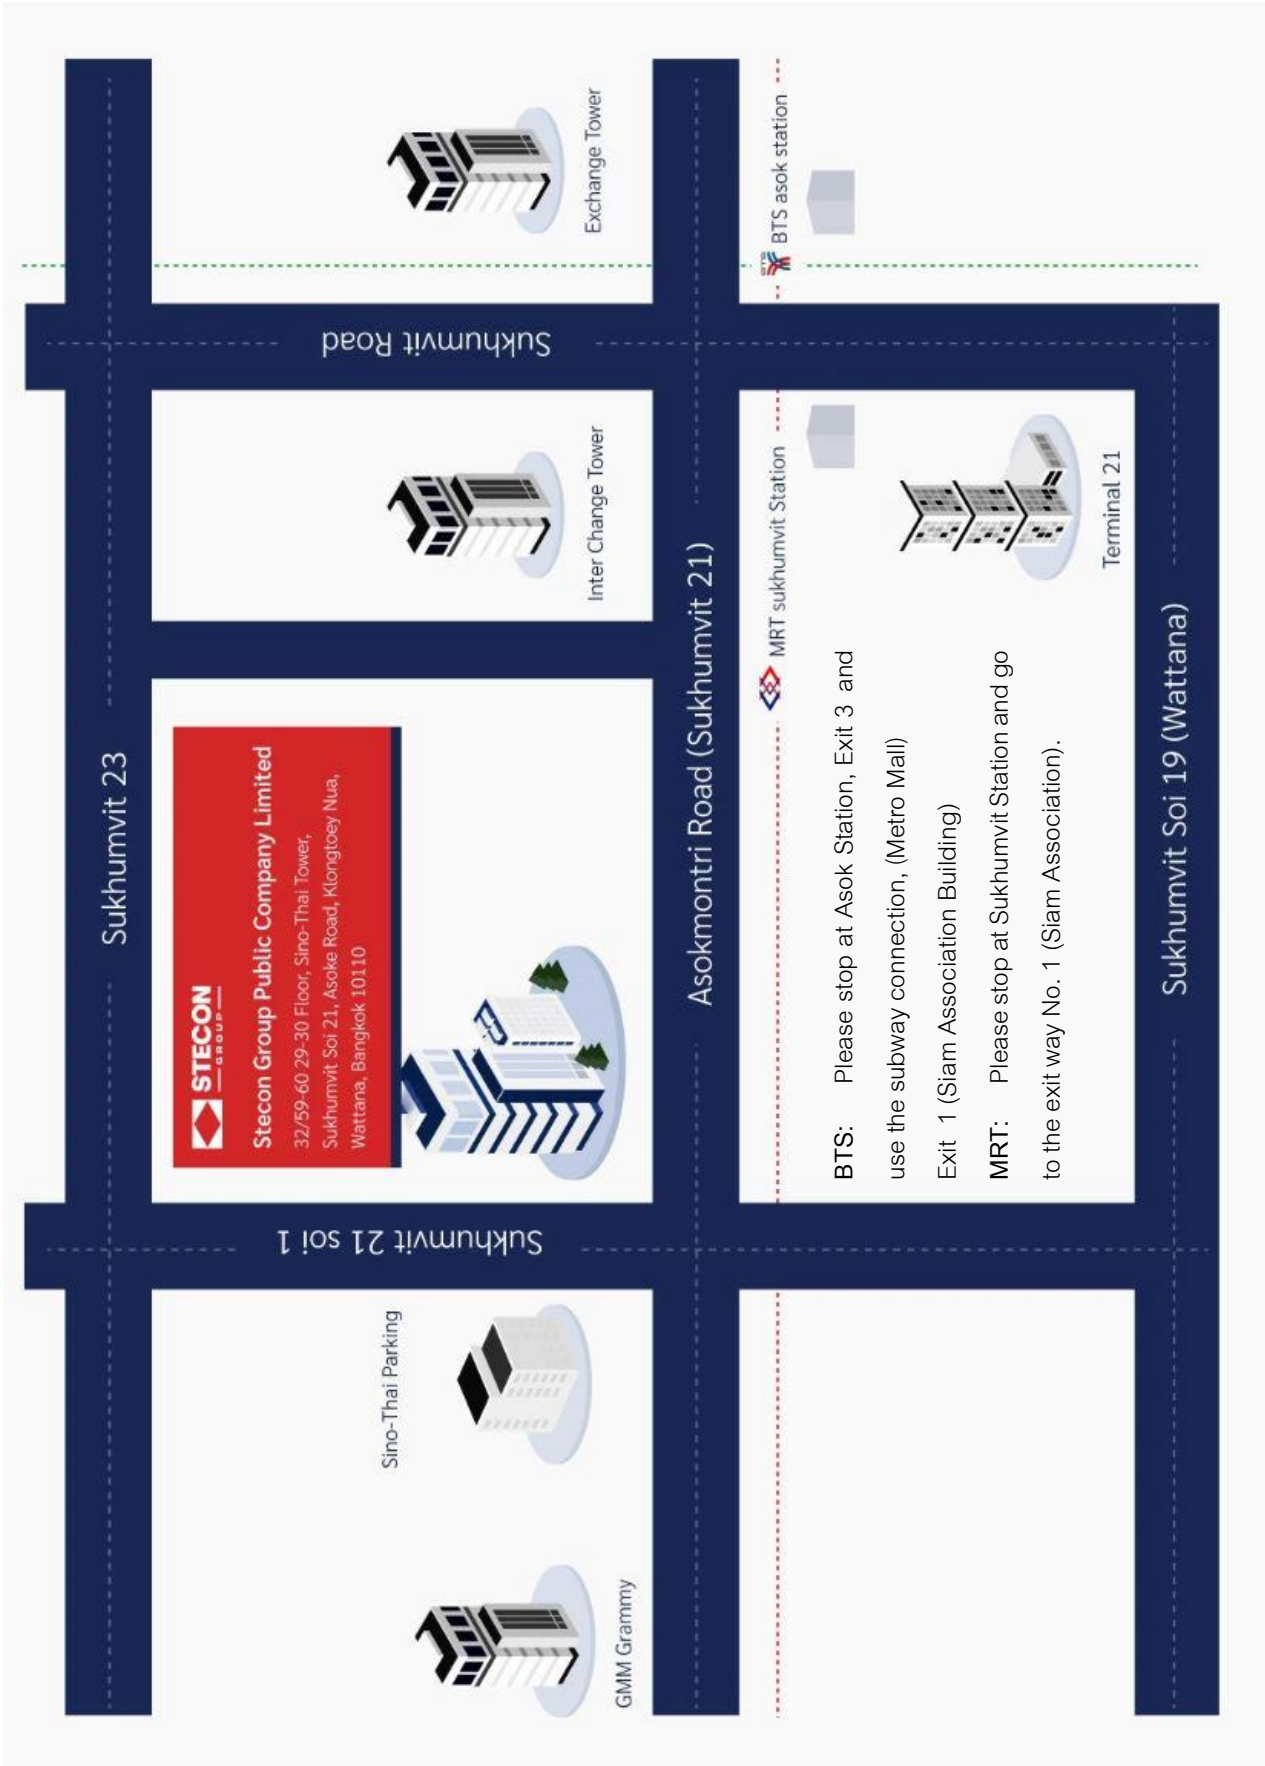 Sukhumvit 23
STECON
GROUP
Stecon Group Public Company Limited
32/59-60 29-30 Floor, Sino-Thai Tower,
Sukhumvit Soi 21, Asoke Road, Klongtoey Nua,
Wattana, Bangkok 10110
Sukhumvit 21 soi 1
Sukhumvit Road
Sino-Thai Parking
GMM Grammy
Inter Change Tower
Exchange Tower
Asokmontri Road (Sukhumvit 21)
MRT sukhumvit Station
BTS
BTS asok station
BTS: Please stop at Asok Station, Exit 3 and
use the subway connection, (Metro Mall)
Exit 1 (Siam Association Building)
MRT: Please stop at Sukhumvit Station and go
to the exit way No. 1 (Siam Association).
Terminal 21
Sukhumvit Soi 19 (Wattana)